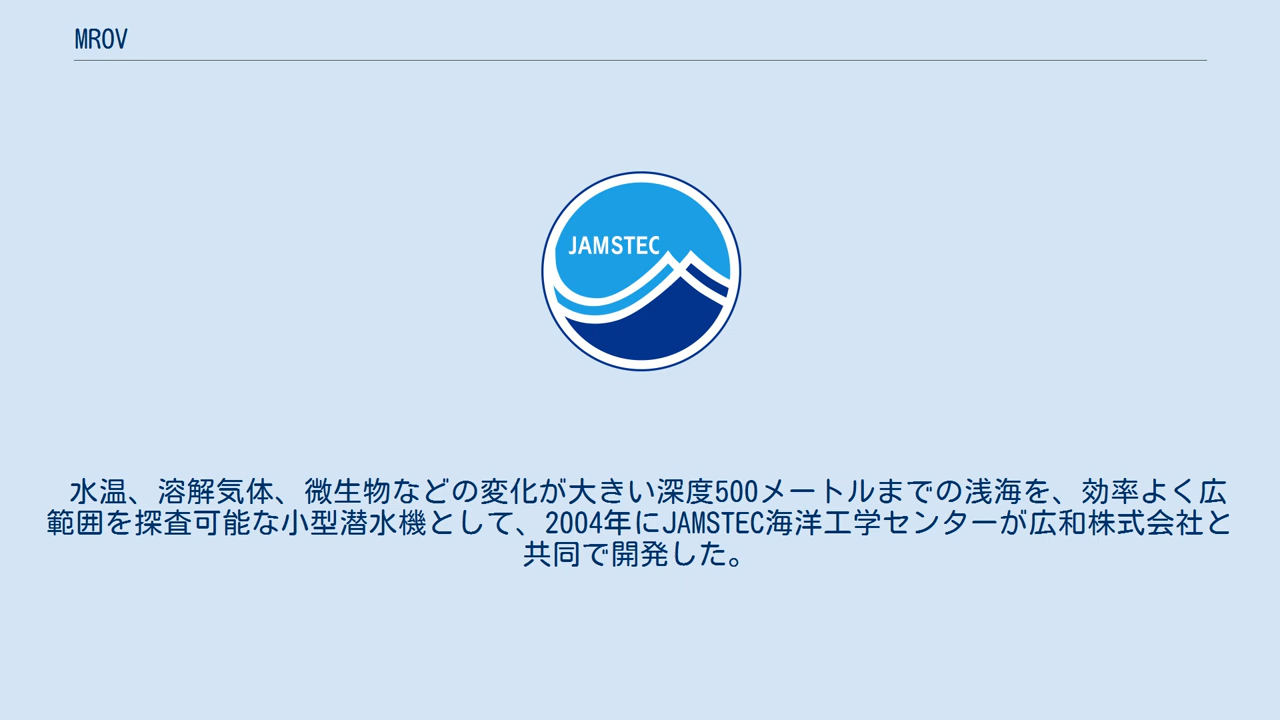 MROV
JAMSTEC
水温、溶解気体、微生物などの変化が大きい深度500メートルまでの浅海を、効率よく広
範囲を探査可能な小型潜水機として、2004年にJAMSTEC海洋工学センターが広和株式会社と
共同で開発した。